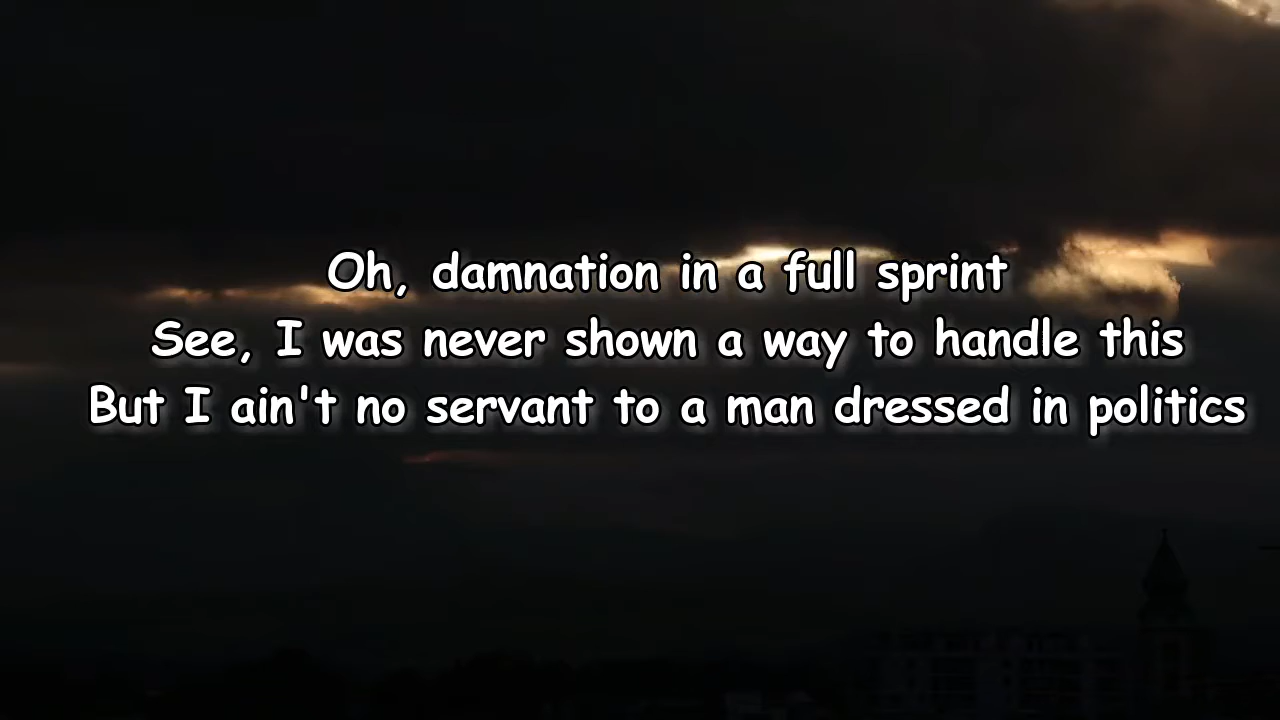 Oh, damnation in a full sprint
See, I was never shown a way to handle this
But I ain't no servant to a man dressed in politics